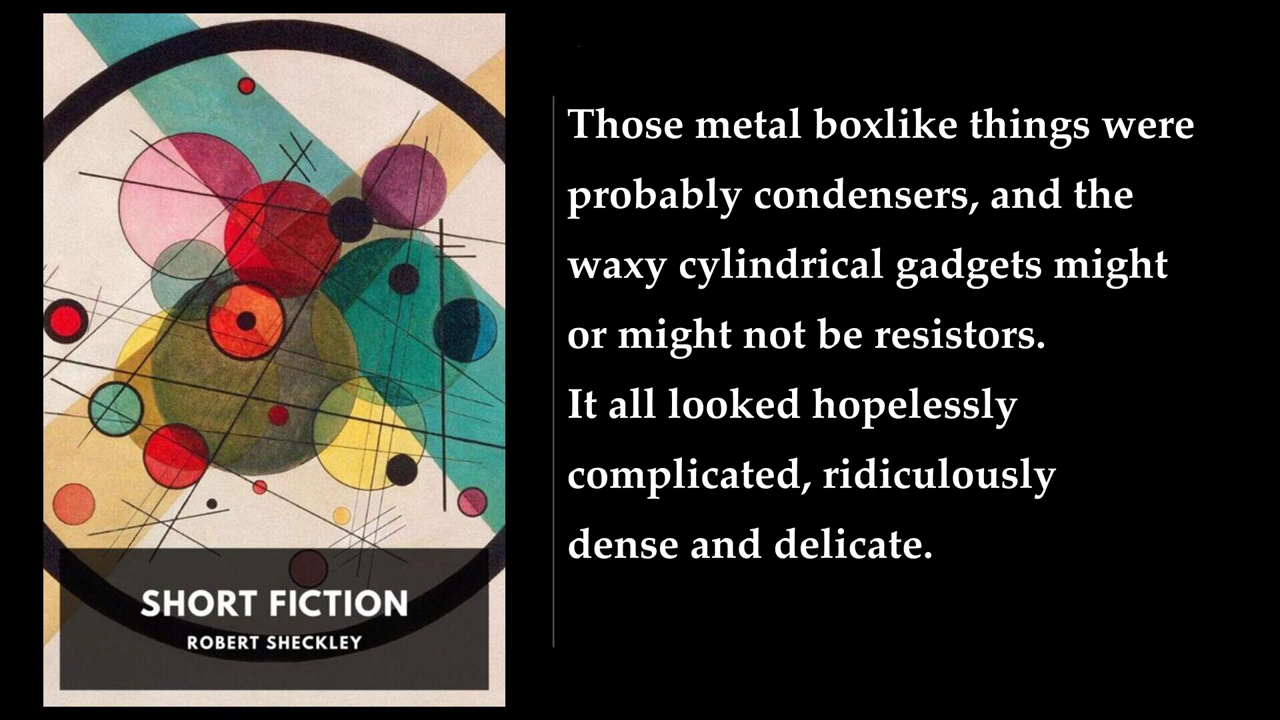 SHORT FICTION
ROBERT SHECKLEY
Those metal boxlike things were
probably condensers, and the
waxy cylindrical gadgets might
or might not be resistors.
It all looked hopelessly
complicated, ridiculously
dense and delicate.